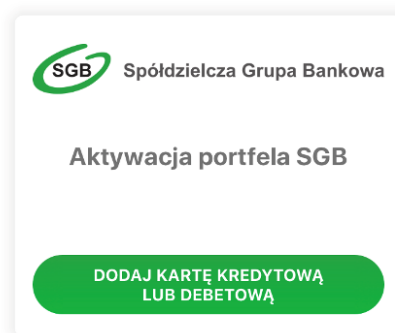 SGB Spółdzielcza Grupa Bankowa
Aktywacja portfela SGB
DODAJ KARTĘ KREDYTOWĄ
LUB DEBETOWĄ